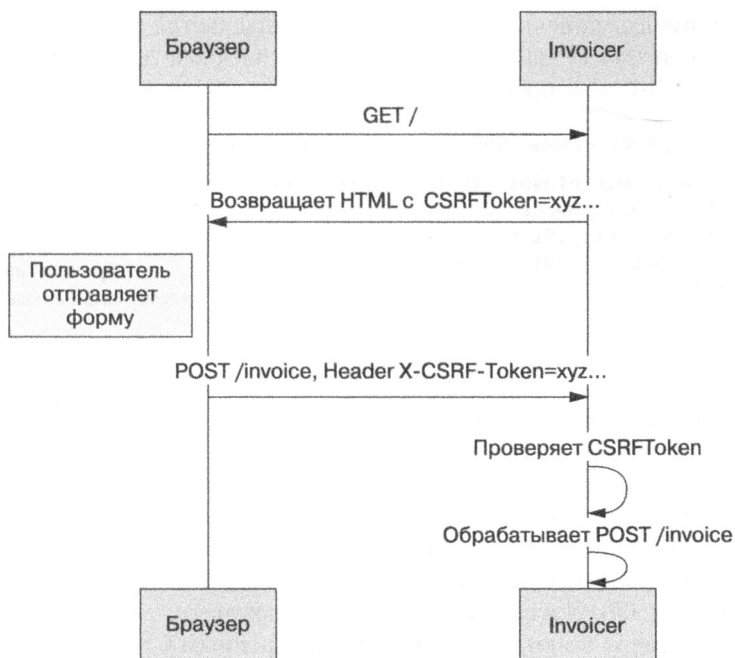 Браузер
Invoicer
GET /
Возвращает HTML с CSRFToken=xyz...
Пользователь
отправляет
форму
POST /invoice, Header X-CSRF-Token=xyz...
Проверяет CSRFToken
Обрабатывает POST /invoice
Браузер
Invoicer